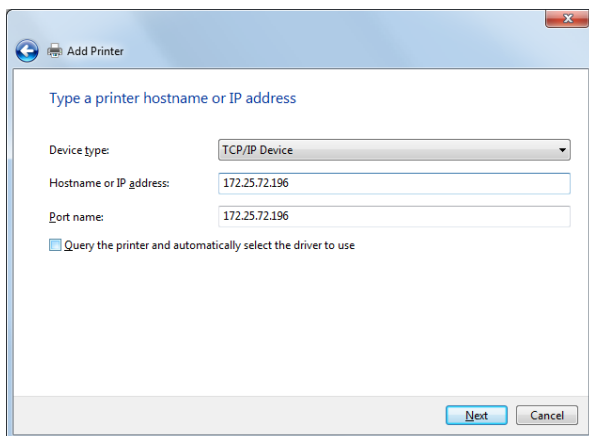 Add Printer
Type a printer hostname or IP address
Device type: TCP/IP Device
Hostname or IP address: 172.25.72.196
Port name: 172.25.72.196
Query the printer and automatically select the driver to use
Next Cancel